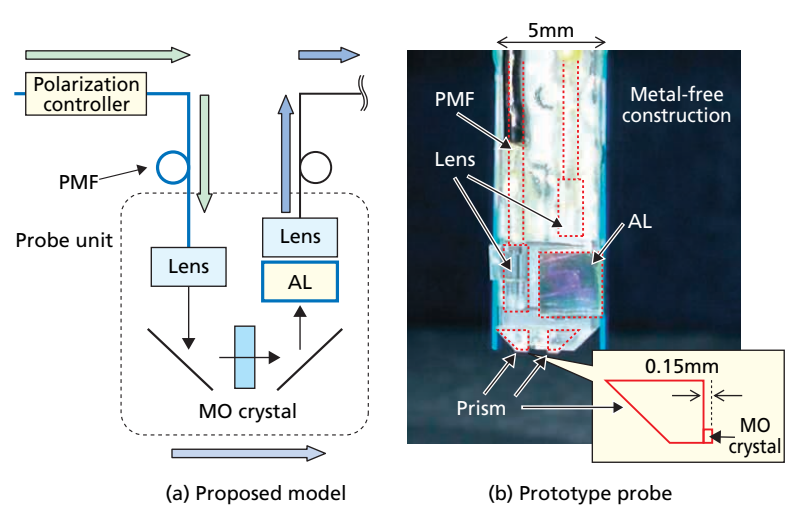 Polarization
controller
PMF
Probe unit
Lens
Lens
AL
MO crystal
(a) Proposed model
5mm
PMF
Metal-free
construction
Lens
AL
Prism
0.15mm
MO
crystal
(b) Prototype probe